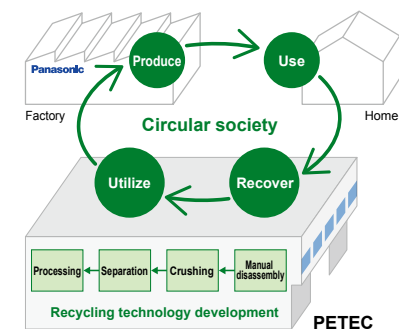 Produce
Use
Panasonic
Factory
Home
Circular society
Utilize
Recover
Processing
Separation
Crushing
Manual
disassembly
Recycling technology development
PETEC